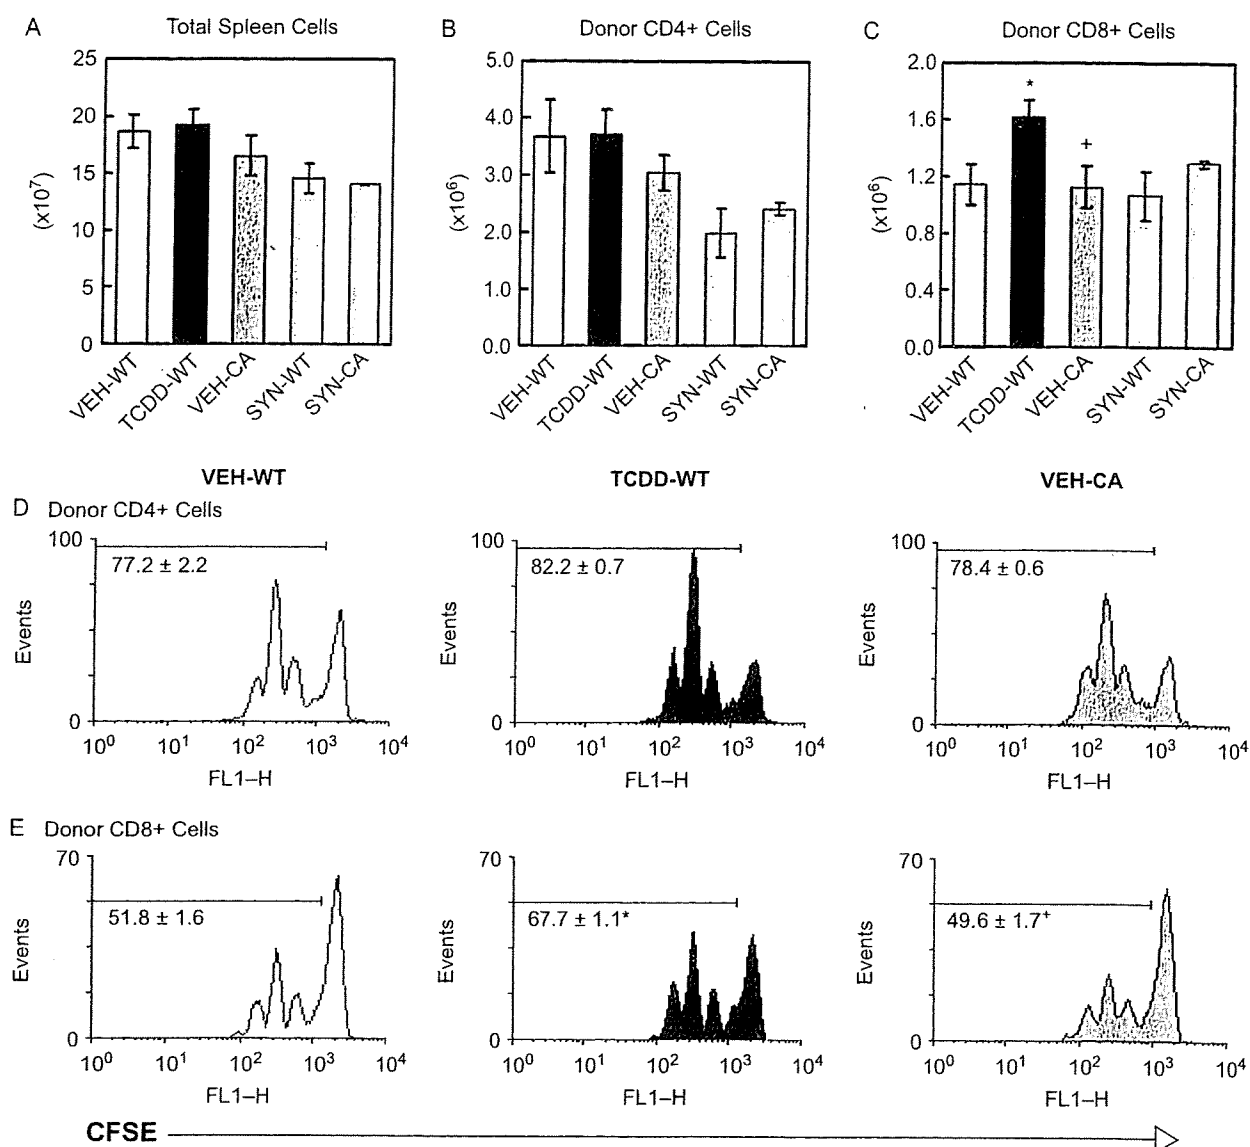 A Total Spleen Cells
25
20
15
10
5
0
(x10⁷)
VEH-WT
TCDD-WT
VEH-CA
SYN-WT
SYN-CA
B Donor CD4+ Cells
5.0
4.0
3.0
2.0
1.0
0.0
(x10⁶)
VEH-WT
TCDD-WT
VEH-CA
SYN-WT
SYN-CA
C Donor CD8+ Cells
2.0
1.6
1.2
0.8
0.4
0.0
(x10⁶)
*
+
VEH-WT
TCDD-WT
VEH-CA
SYN-WT
SYN-CA
VEH-WT TCDD-WT VEH-CA
D Donor CD4+ Cells
100
77.2 ± 2.2
Events
0
10⁰ 10¹ 10² 10³ 10⁴
FL1–H
100
82.2 ± 0.7
Events
0
10⁰ 10¹ 10² 10³ 10⁴
FL1–H
100
78.4 ± 0.6
Events
0
10⁰ 10¹ 10² 10³ 10⁴
FL1–H
E Donor CD8+ Cells
70
51.8 ± 1.6
Events
0
10⁰ 10¹ 10² 10³ 10⁴
FL1–H
70
67.7 ± 1.1*
Events
0
10⁰ 10¹ 10² 10³ 10⁴
FL1–H
70
49.6 ± 1.7⁺
Events
0
10⁰ 10¹ 10² 10³ 10⁴
FL1–H
CFSE